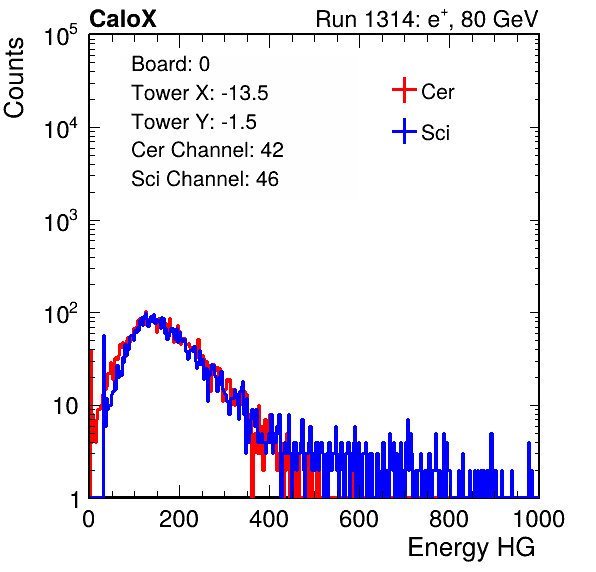 CaloX Run 1314: e⁺, 80 GeV
Counts
10⁵
10⁴
10³
10²
10
1
Board: 0
Tower X: -13.5
Tower Y: -1.5
Cer Channel: 42
Sci Channel: 46
Cer
Sci
0 200 400 600 800 1000
Energy HG